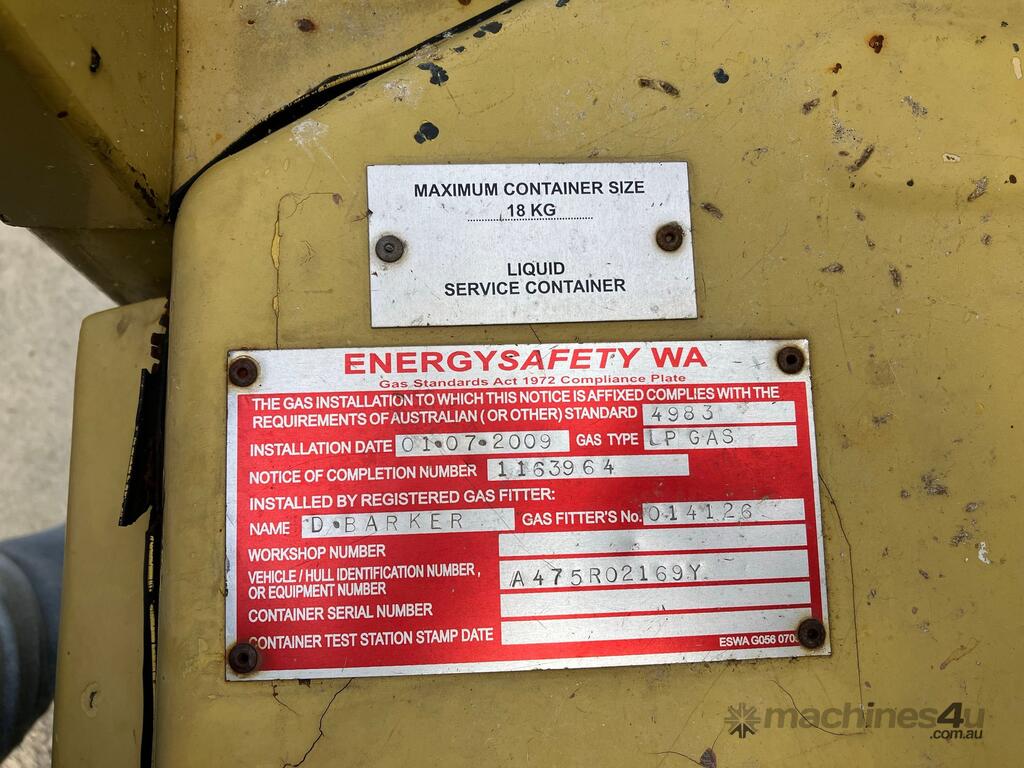 MAXIMUM CONTAINER SIZE
18 KG
LIQUID
SERVICE CONTAINER
ENERGYSAFETY WA
Gas Standards Act 1972 Compliance Plate
THE GAS INSTALLATION TO WHICH THIS NOTICE IS AFFIXED COMPLIES WITH THE
REQUIREMENTS OF AUSTRALIAN ( OR OTHER ) STANDARD 4983
INSTALLATION DATE 01•07•2009 GAS TYPE LP GAS
NOTICE OF COMPLETION NUMBER 1163964
INSTALLED BY REGISTERED GAS FITTER:
NAME D•BARKER GAS FITTER'S No. 014126
WORKSHOP NUMBER
VEHICLE / HULL IDENTIFICATION NUMBER,
OR EQUIPMENT NUMBER A475R02169Y
CONTAINER SERIAL NUMBER
CONTAINER TEST STATION STAMP DATE
ESWA G056
machines4u
.com.au